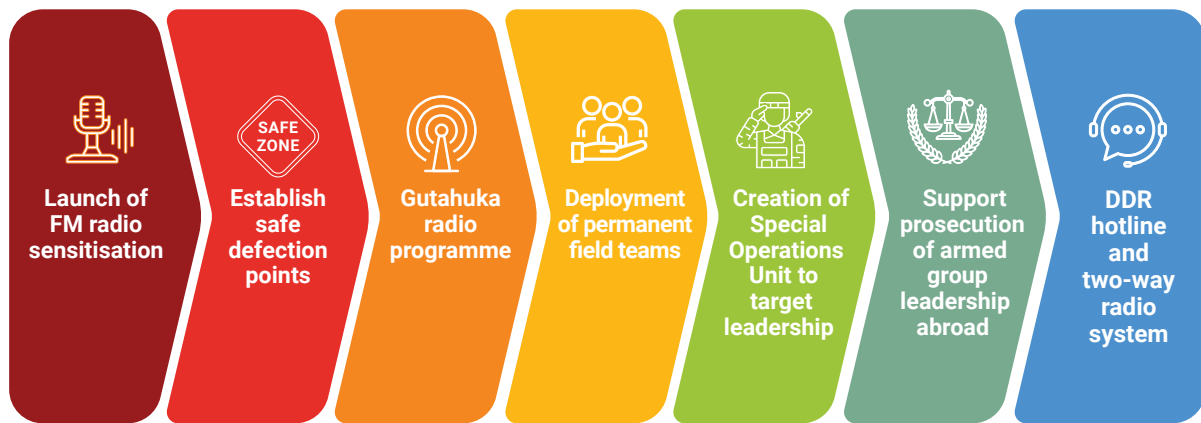 Launch of
FM radio
sensitisation
SAFE
ZONE
Establish
safe
defection
points
Gutahuka
radio
programme
Deployment
of permanent
field teams
Creation of
Special
Operations
Unit to
target
leadership
Support
prosecution
of armed
group
leadership
abroad
DDR
hotline
and
two-way
radio
system